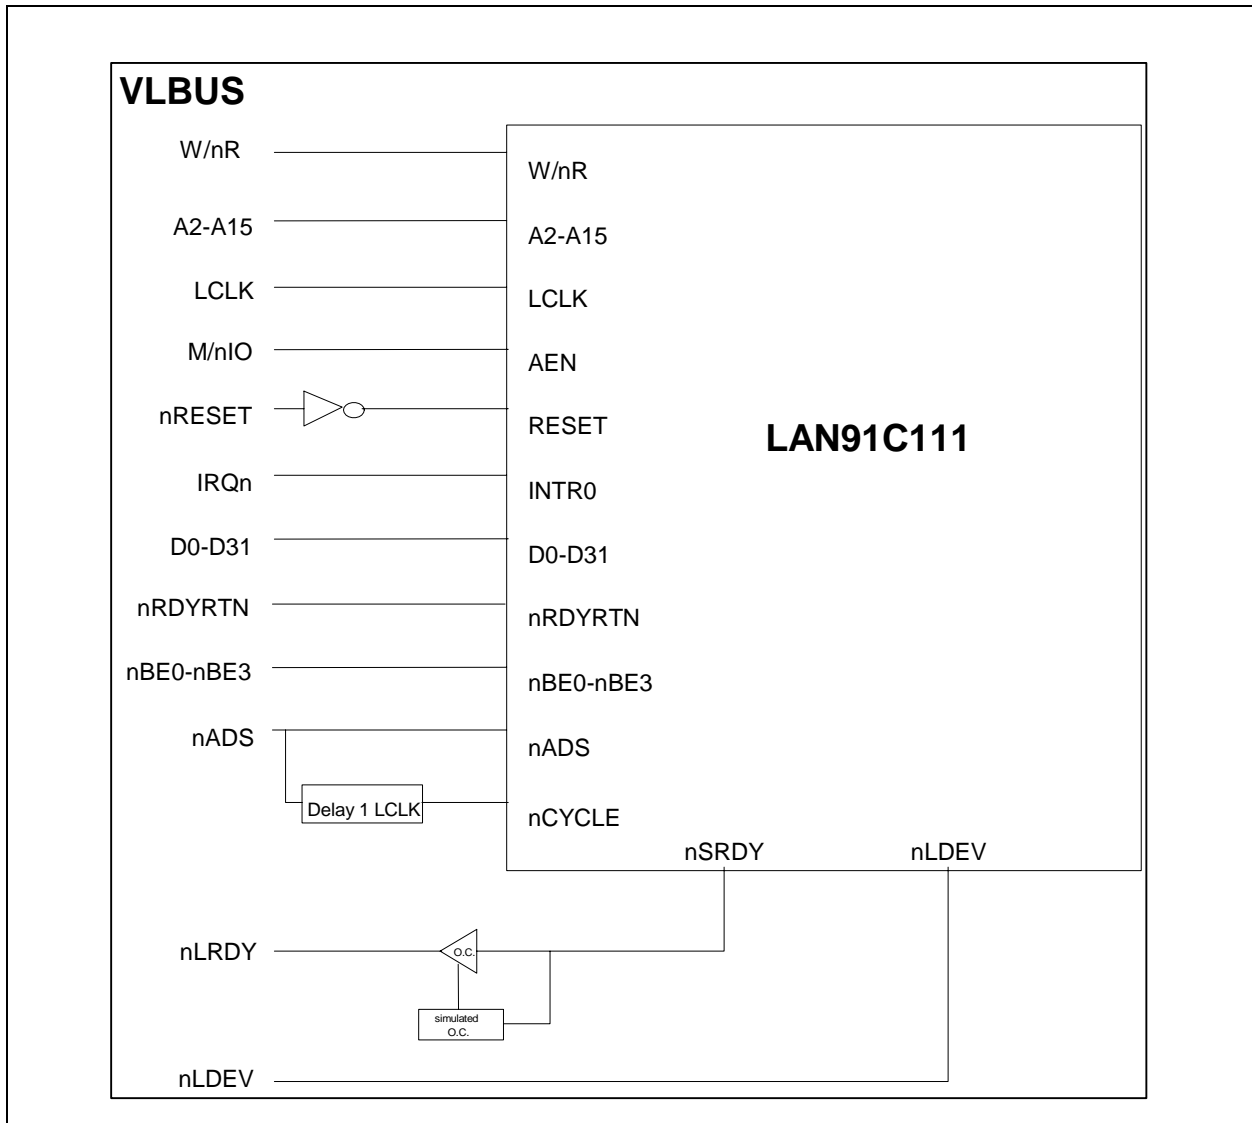 VLBUS
W/nR
W/nR
A2-A15
A2-A15
LCLK
LCLK
M/nIO
AEN
nRESET
RESET
LAN91C111
IRQn
INTR0
D0-D31
D0-D31
nRDYRTN
nRDYRTN
nBE0-nBE3
nBE0-nBE3
nADS
nADS
Delay 1 LCLK
nCYCLE
nSRDY
nLDEV
nLRDY
O.C.
simulated
O.C.
nLDEV